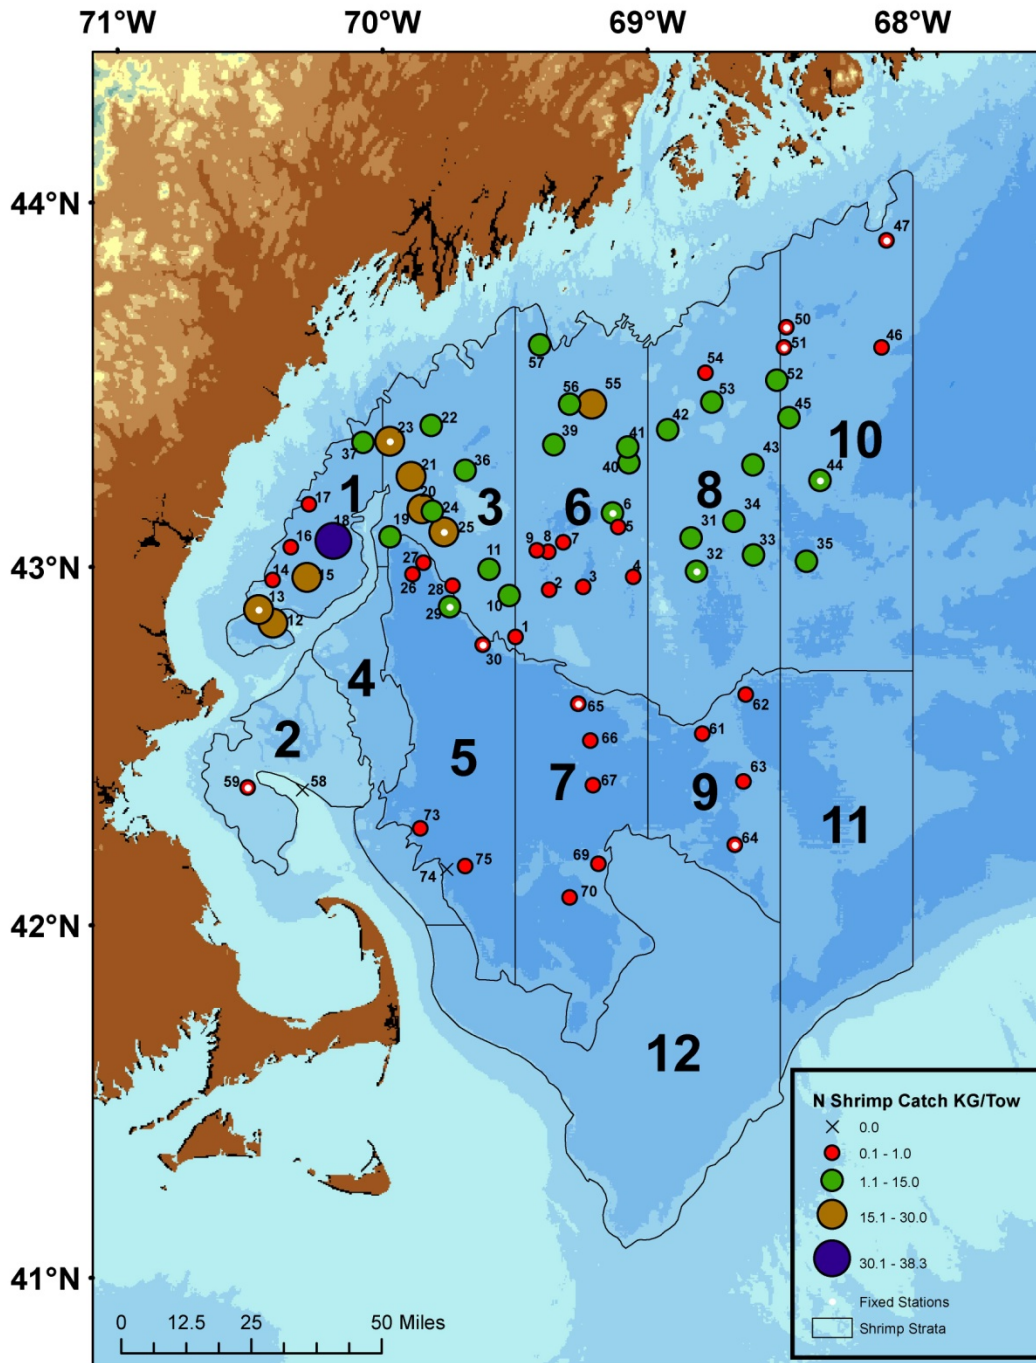 71°W 70°W 69°W 68°W
44°N
47
50
51 46
57 54
52
56 55 53
45
22 42
23 39 41
37
40 43 10
21 36 44
1 3 6 8
17 20 24 6 34
18 19 25 5 31
16 9 8 7 33
43°N
27 11 32 35
14 15 26 4
13 28 2 3
29 10
12 1
30
4 62
65
2 61
66
5 7 9 63
59 58 67
11
73 64
75 69
74
70
42°N
12
N Shrimp Catch KG/Tow
0.0
0.1 - 1.0
1.1 - 15.0
15.1 - 30.0
30.1 - 38.3
Fixed Stations
Shrimp Strata
41°N
0 12.5 25 50 Miles